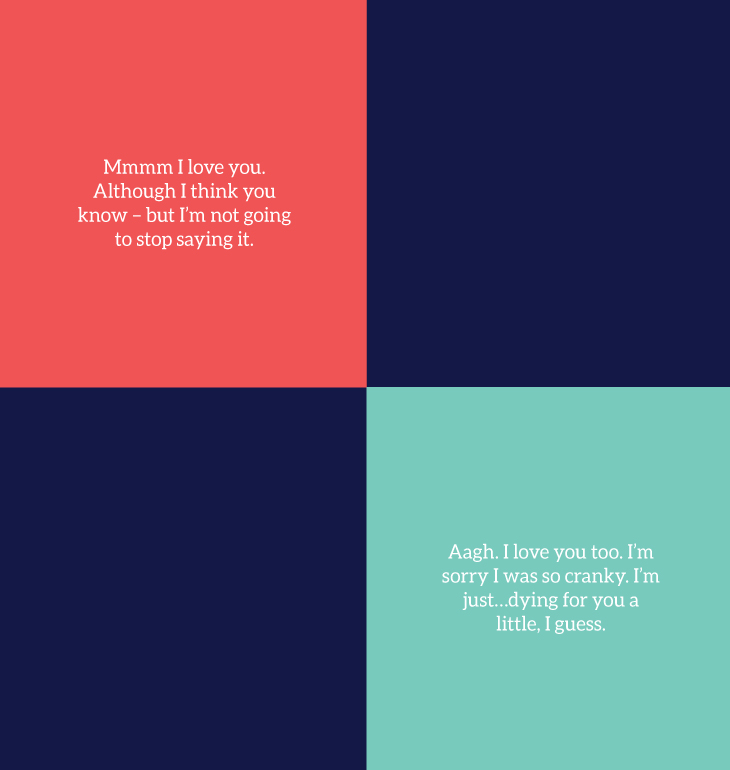 Mmmm I love you.
Although I think you
know – but I’m not going
to stop saying it.
Aagh. I love you too. I’m
sorry I was so cranky. I’m
just...dying for you a
little, I guess.